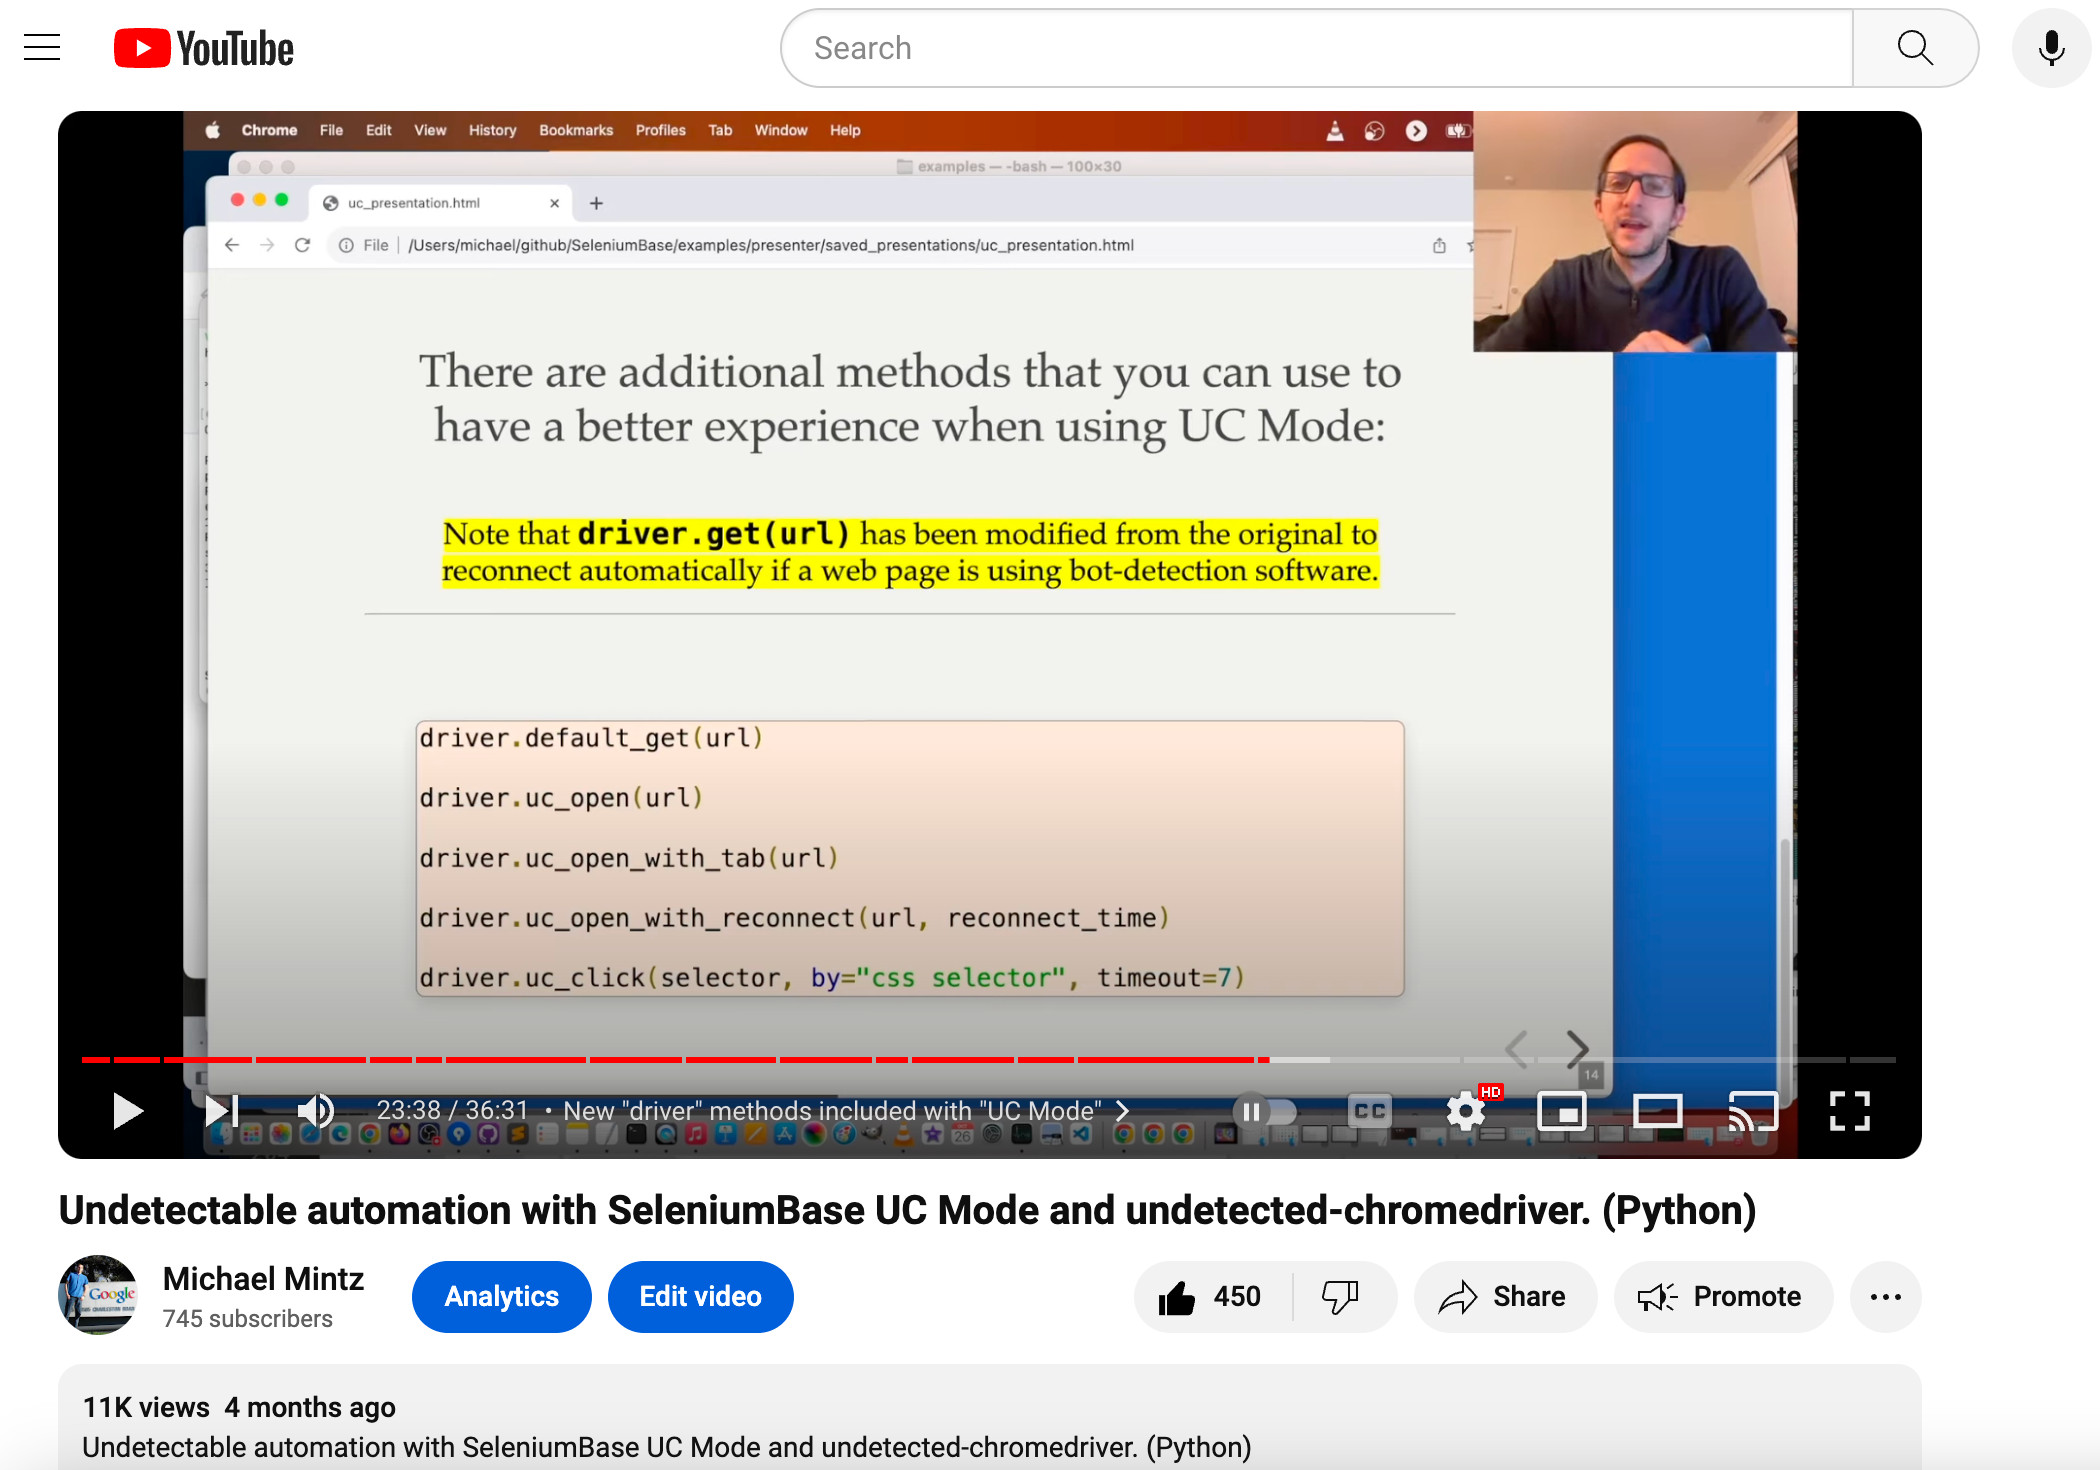 YouTube
Search
Chrome File Edit View History Bookmarks Profiles Tab Window Help
examples — -bash — 100×30
uc_presentation.html
File /Users/michael/github/SeleniumBase/examples/presenter/saved_presentations/uc_presentation.html
There are additional methods that you can use to
have a better experience when using UC Mode:
Note that driver.get(url) has been modified from the original to
reconnect automatically if a web page is using bot-detection software.
driver.default_get(url)
driver.uc_open(url)
driver.uc_open_with_tab(url)
driver.uc_open_with_reconnect(url, reconnect_time)
driver.uc_click(selector, by="css selector", timeout=7)
14
23:38 / 36:31 • New "driver" methods included with "UC Mode"
CC
HD
26
Undetectable automation with SeleniumBase UC Mode and undetected-chromedriver. (Python)
Google
Michael Mintz
745 subscribers
Analytics
Edit video
450
Share
Promote
11K views 4 months ago
Undetectable automation with SeleniumBase UC Mode and undetected-chromedriver. (Python)